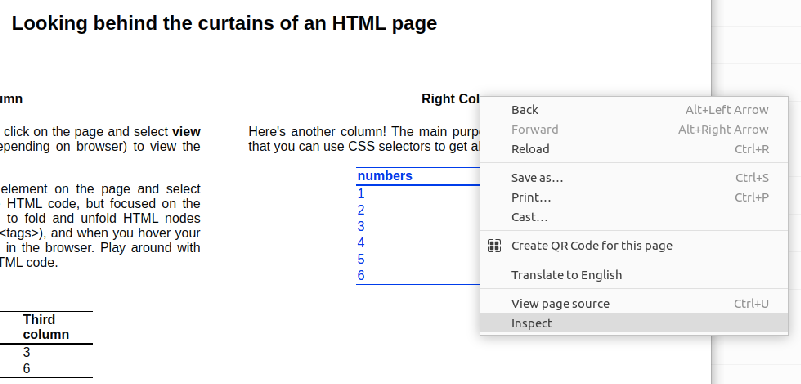 Looking behind the curtains of an HTML page
umn
click on the page and select view
epending on browser) to view the
element on the page and select
HTML code, but focused on the
to fold and unfold HTML nodes
<tags>), and when you hover your
in the browser. Play around with
TML code.
Third
column
3
6
Right Col
Here's another column! The main purp
that you can use CSS selectors to get al
numbers
1
2
3
4
5
6
Back Alt+Left Arrow
Forward Alt+Right Arrow
Reload Ctrl+R
Save as... Ctrl+S
Print... Ctrl+P
Cast...
Create QR Code for this page
Translate to English
View page source Ctrl+U
Inspect